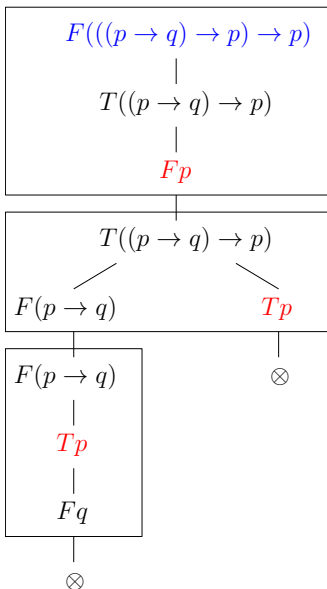 F(((p → q) → p) → p)
T((p → q) → p)
Fp
T((p → q) → p)
F(p → q) Tp
F(p → q) ⊗
Tp
Fq
⊗